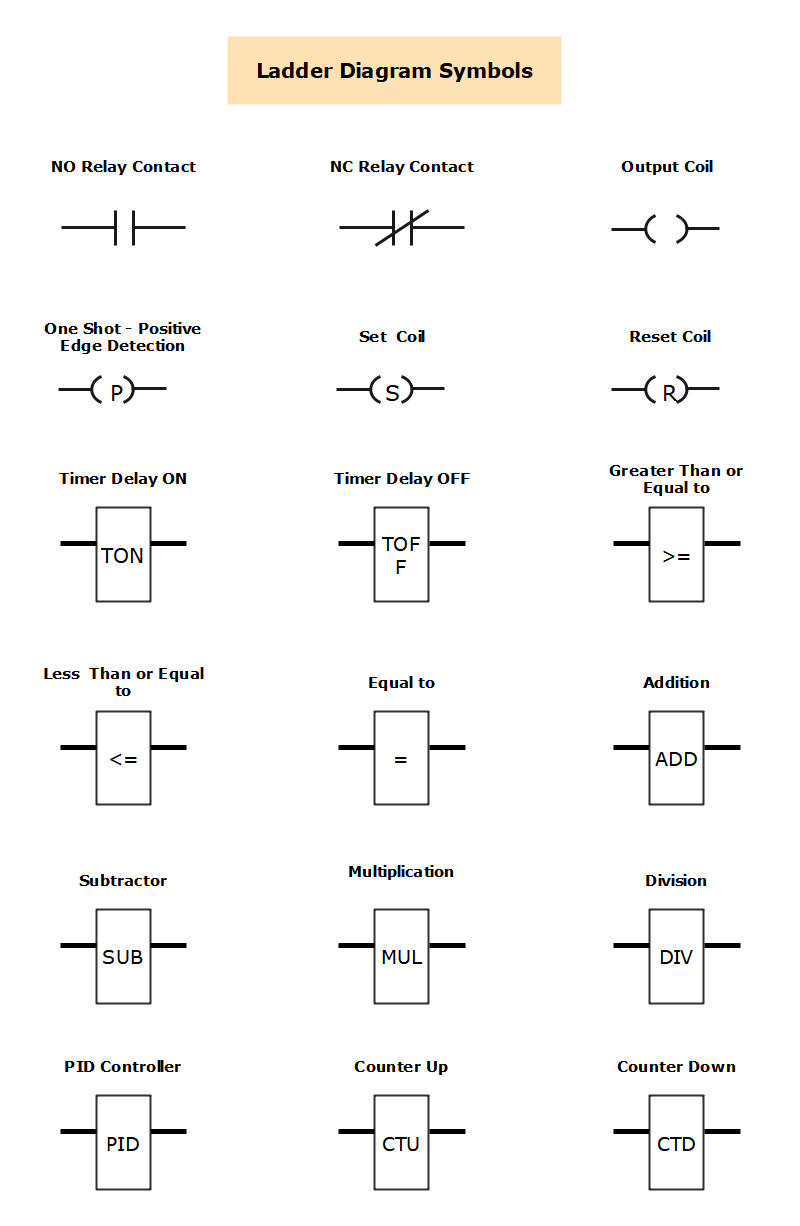 Ladder Diagram Symbols
NO Relay Contact
NC Relay Contact
Output Coil
One Shot - Positive
Edge Detection
P
Set  Coil
S
Reset Coil
R
Timer Delay ON
TON
Timer Delay OFF
TOF
F
Greater Than or
Equal to
>=
Less  Than or Equal
to
<=
Equal to
=
Addition
ADD
Subtractor
SUB
Multiplication
MUL
Division
DIV
PID Controller
PID
Counter Up
CTU
Counter Down
CTD